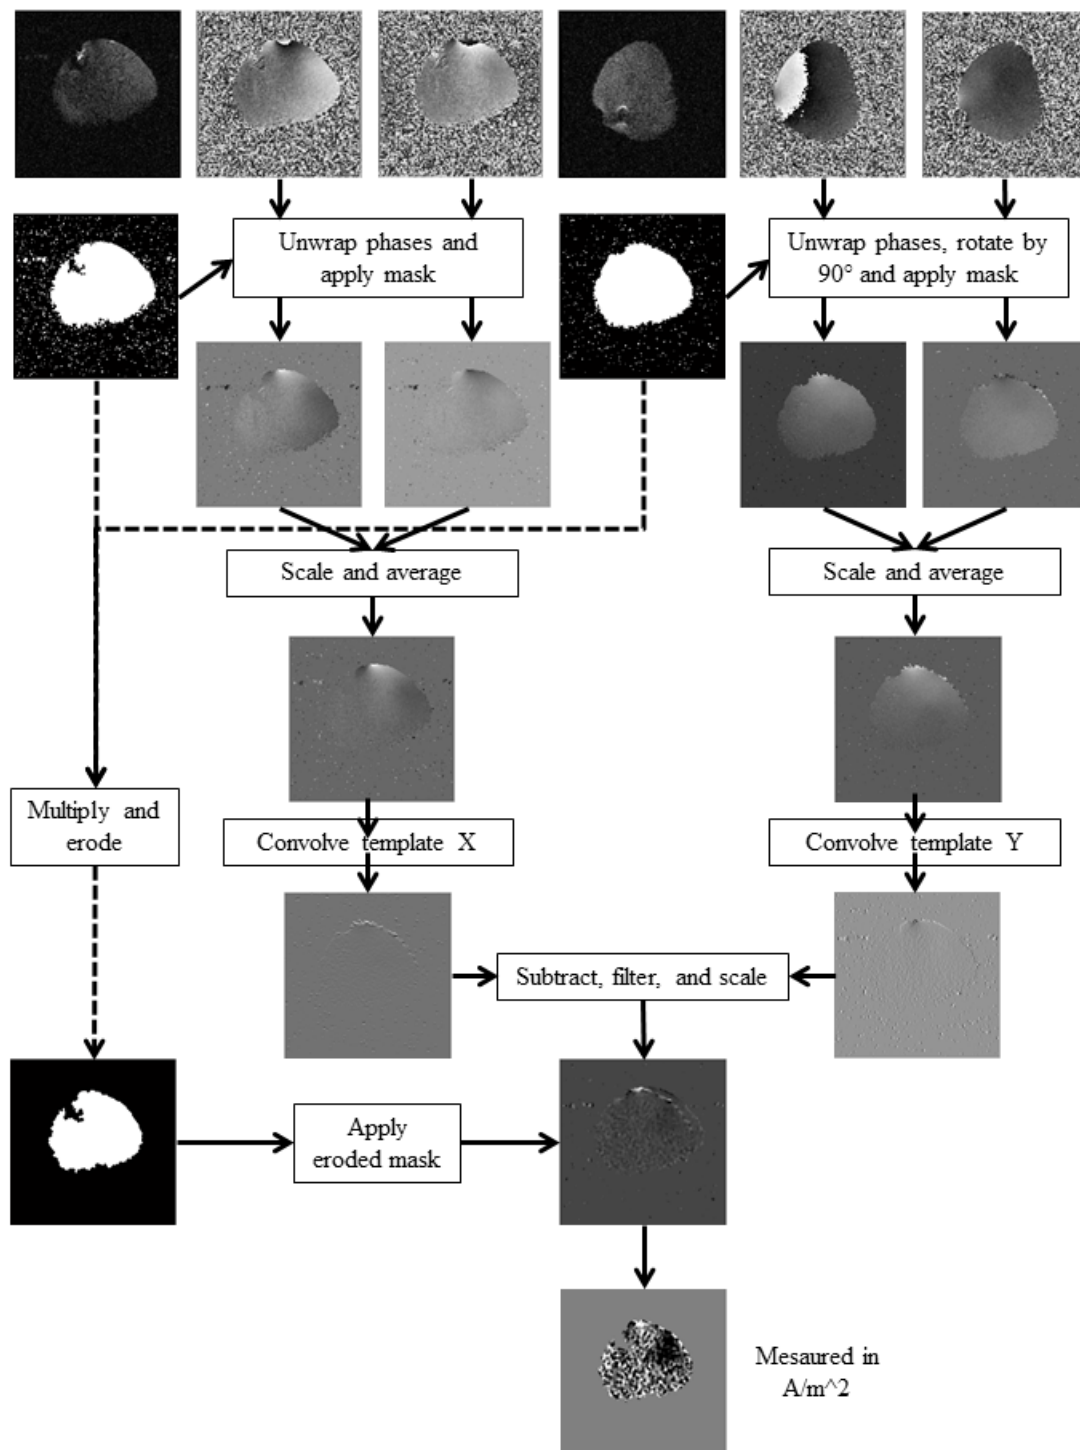 Unwrap phases and
apply mask
Unwrap phases, rotate by
90° and apply mask
Scale and average
Scale and average
Multiply and
erode
Convolve template X
Convolve template Y
Subtract, filter, and scale
Apply
eroded mask
Mesaured in
A/m^2